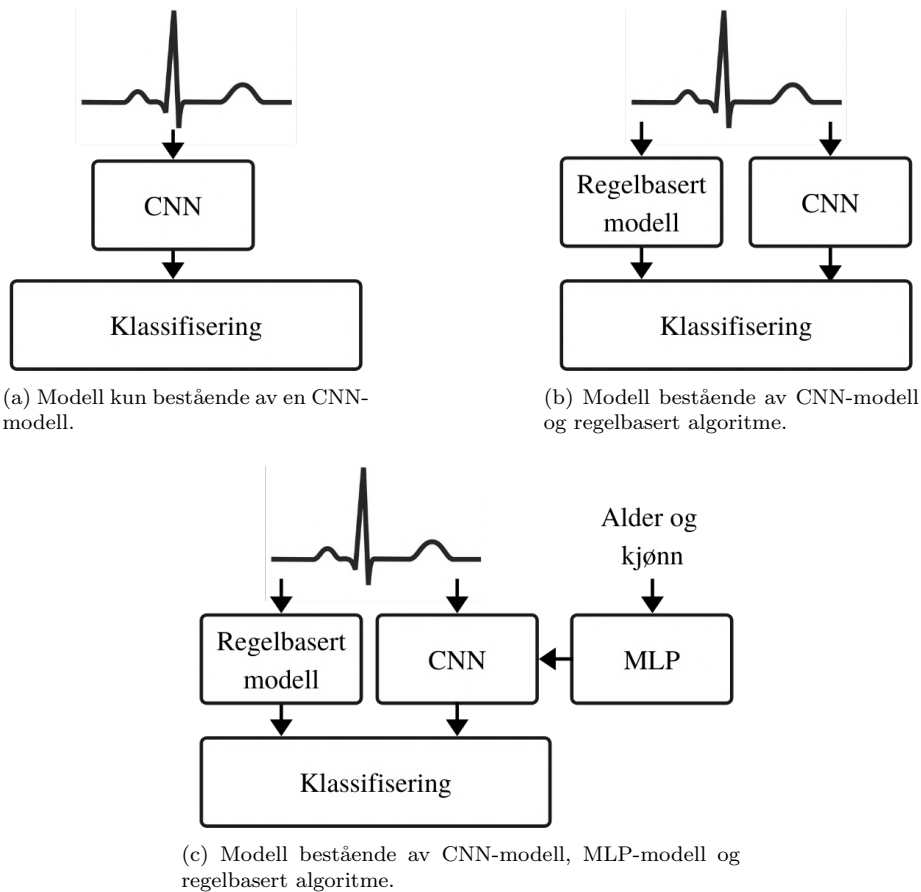 CNN
Klassifisering
(a) Modell kun bestående av en CNN-
modell.
Regelbasert
modell
CNN
Klassifisering
(b) Modell bestående av CNN-modell
og regelbasert algoritme.
Alder og
kjønn
Regelbasert
modell
CNN
MLP
Klassifisering
(c) Modell bestående av CNN-modell, MLP-modell og
regelbasert algoritme.